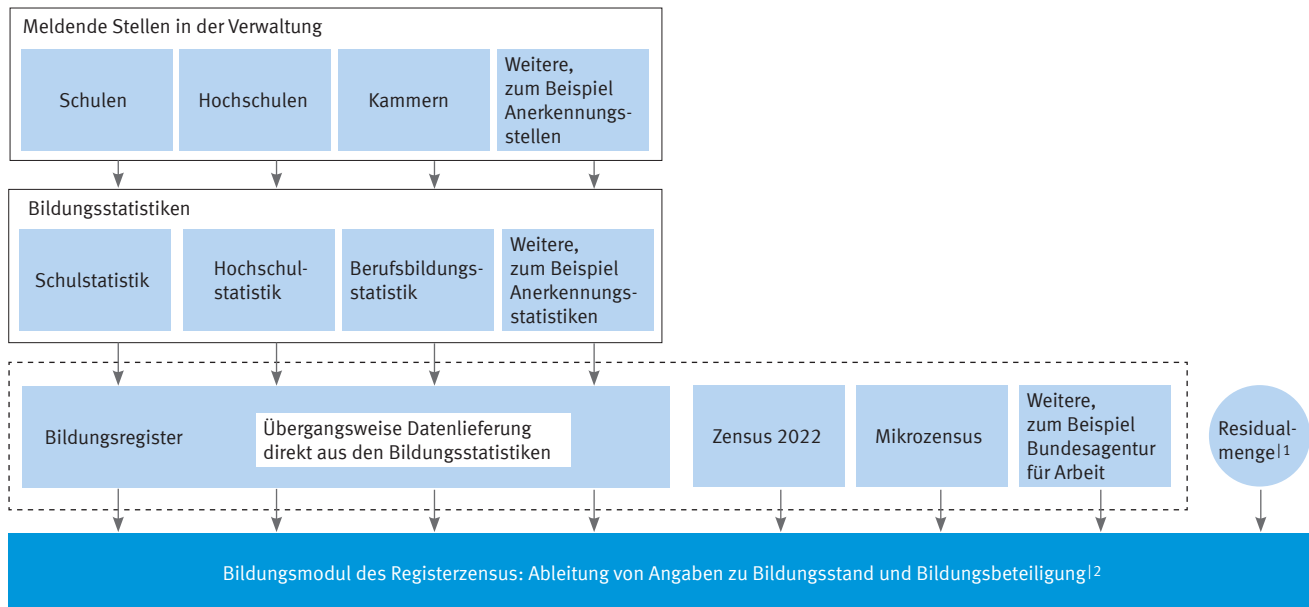 Meldende Stellen in der Verwaltung
Schulen
Hochschulen
Kammern
Weitere,
zum Beispiel
Anerkennungs-
stellen
Bildungsstatistiken
Schulstatistik
Hochschul-
statistik
Berufsbildungs-
statistik
Weitere,
zum Beispiel
Anerkennungs-
statistiken
Bildungsregister
Übergangsweise Datenlieferung
direkt aus den Bildungsstatistiken
Zensus 2022
Mikrozensus
Weitere,
zum Beispiel
Bundesagentur
für Arbeit
Residual-
menge|1
Bildungsmodul des Registerzensus: Ableitung von Angaben zu Bildungsstand und Bildungsbeteiligung|2